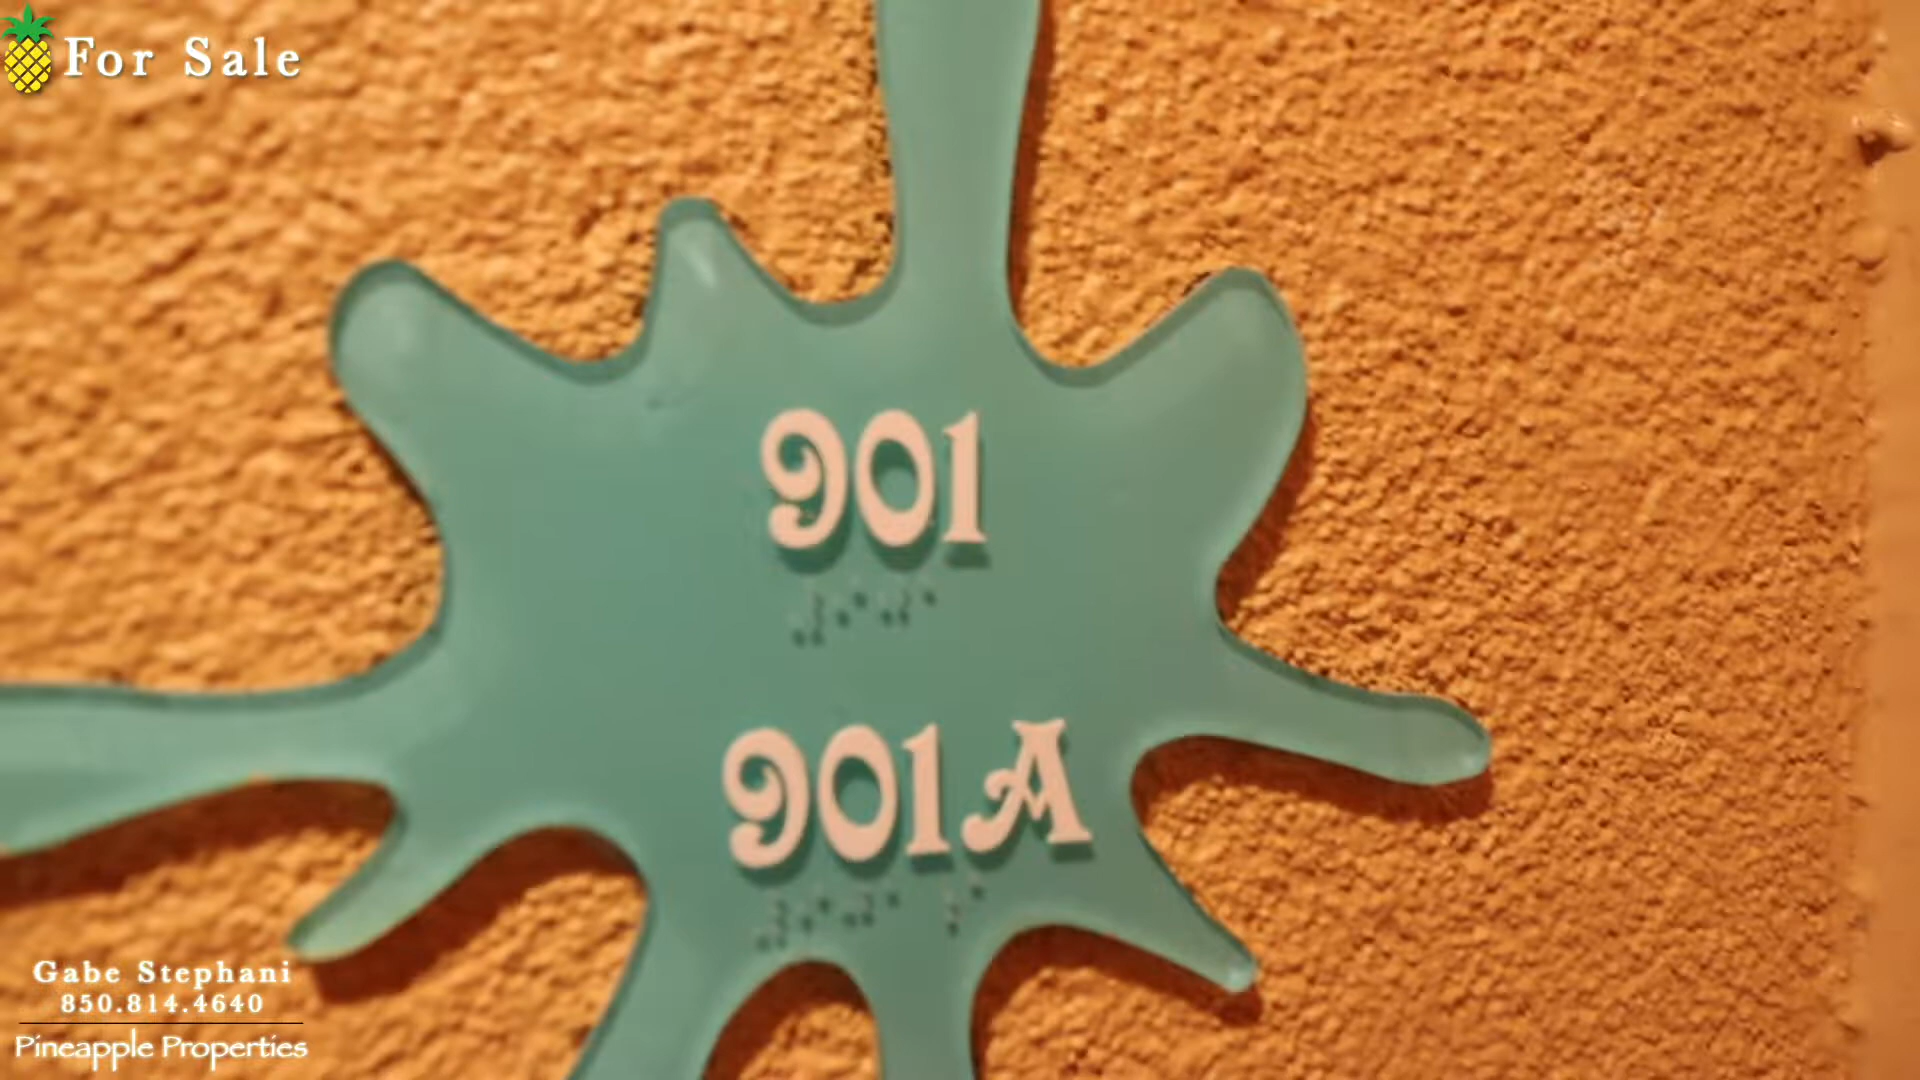 For Sale
901
901A
Gabe Stephani
850.814.4640
Pineapple Properties